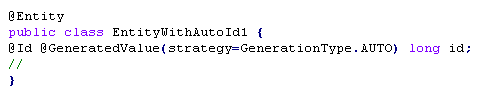 @Entity
public class EntityWithAutoId1 {
@Id @GeneratedValue(strategy=GenerationType.AUTO) long id;
//
}